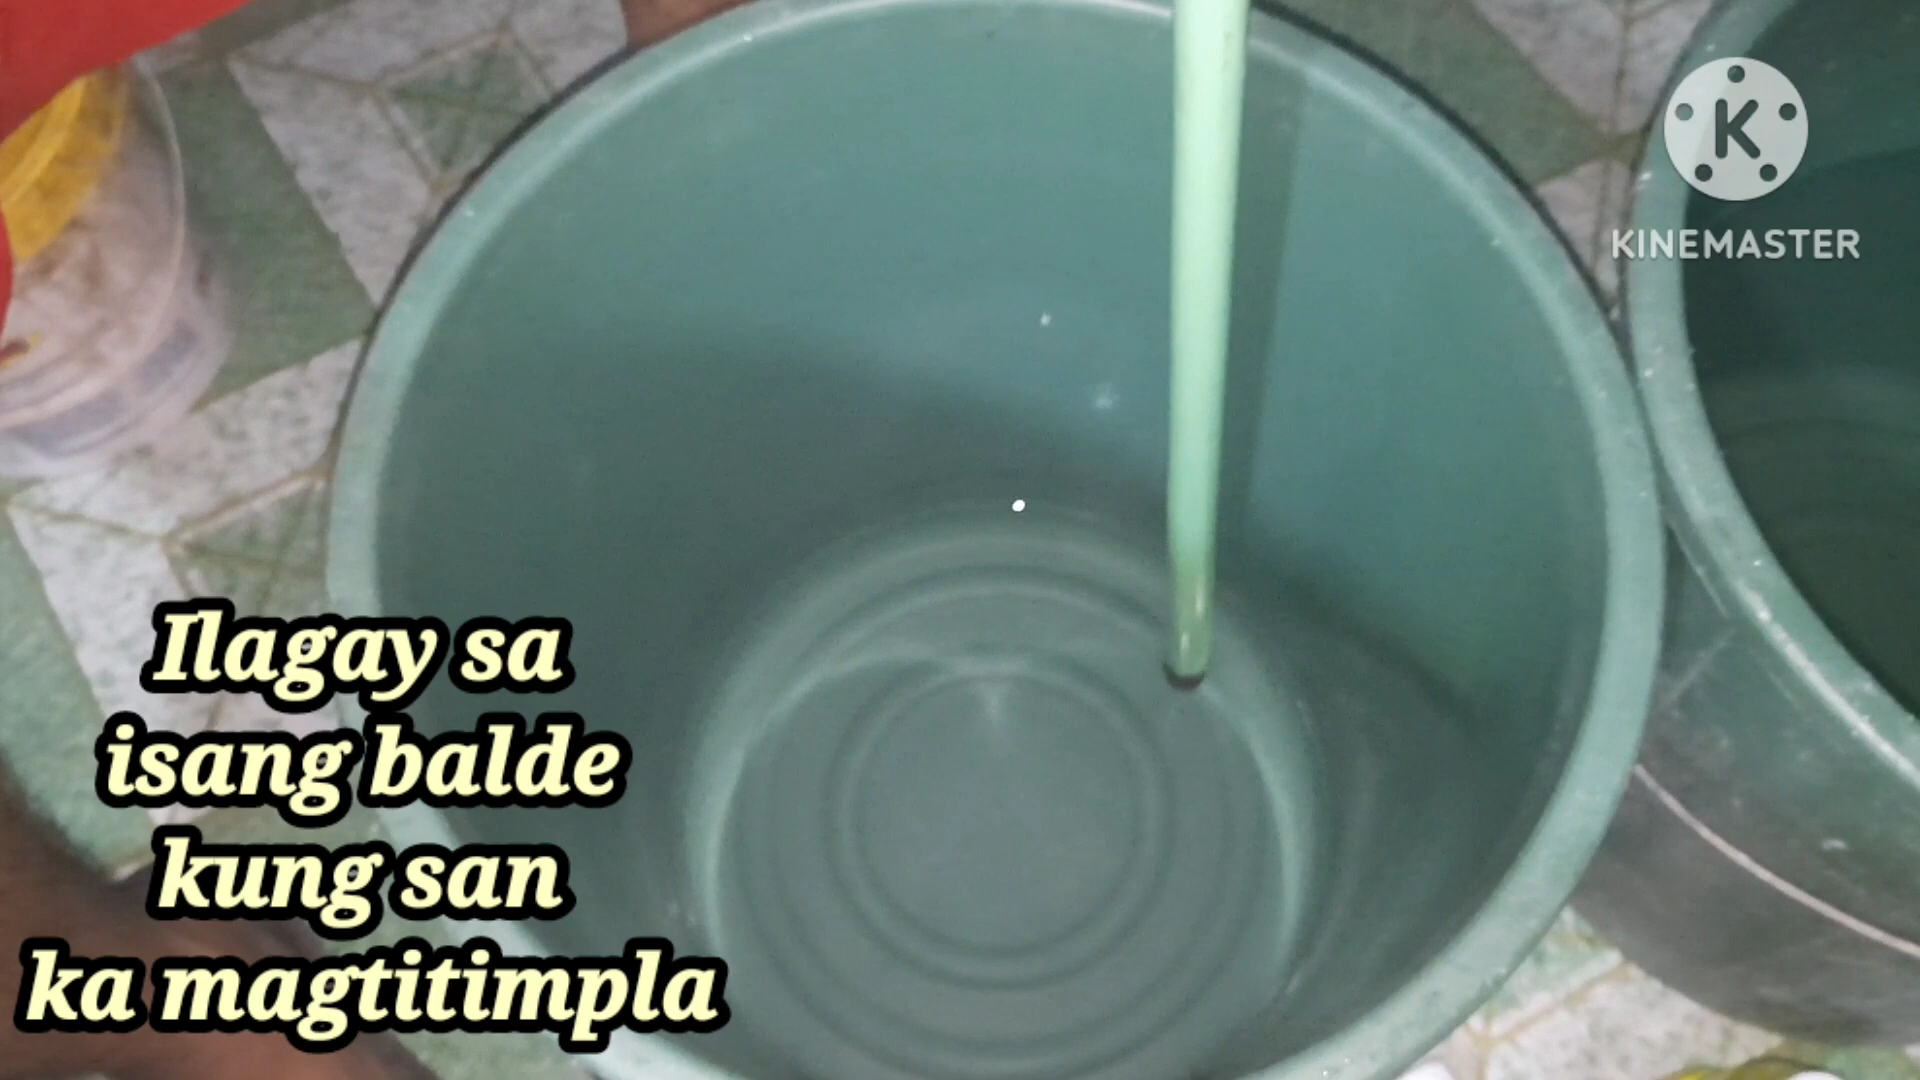 K
KINEMASTER
Ilagay sa
isang balde
kung san
ka magtitimpla